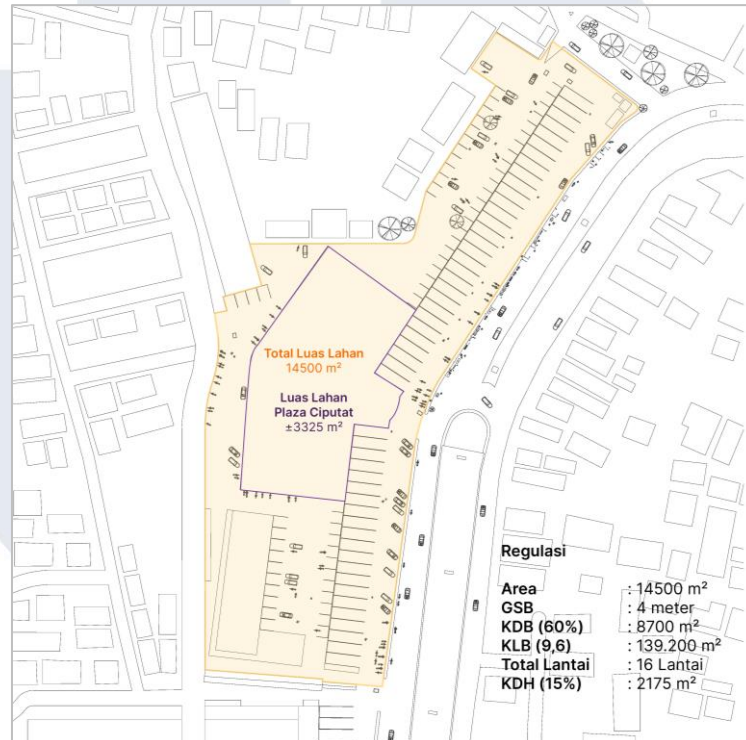 Total Luas Lahan
14500 m²
Luas Lahan
Plaza Ciputat
±3325 m²
Regulasi
Area : 14500 m²
GSB : 4 meter
KDB (60%) : 8700 m²
KLB (9,6) : 139.200 m²
Total Lantai : 16 Lantai
KDH (15%) : 2175 m²